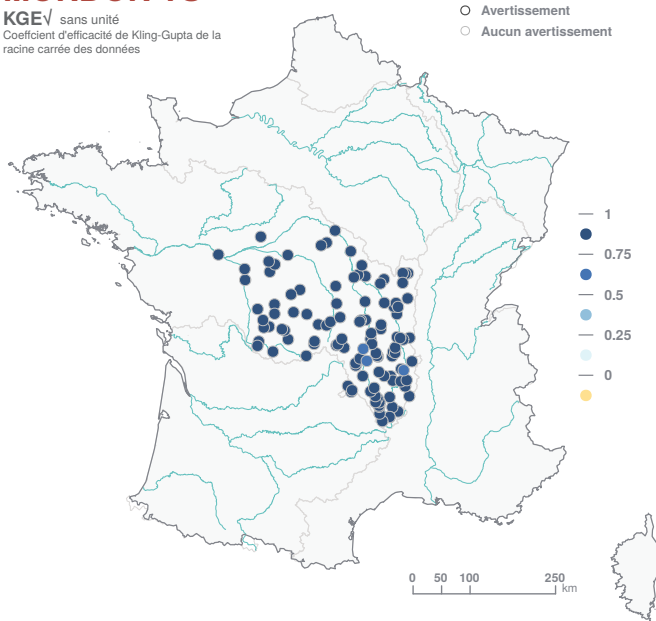 KGE√ sans unité
Coeffcient d'efficacité de Kling-Gupta de la
racine carrée des données
Avertissement
Aucun avertissement
1
0.75
0.5
0.25
0
0 50 100 250
km